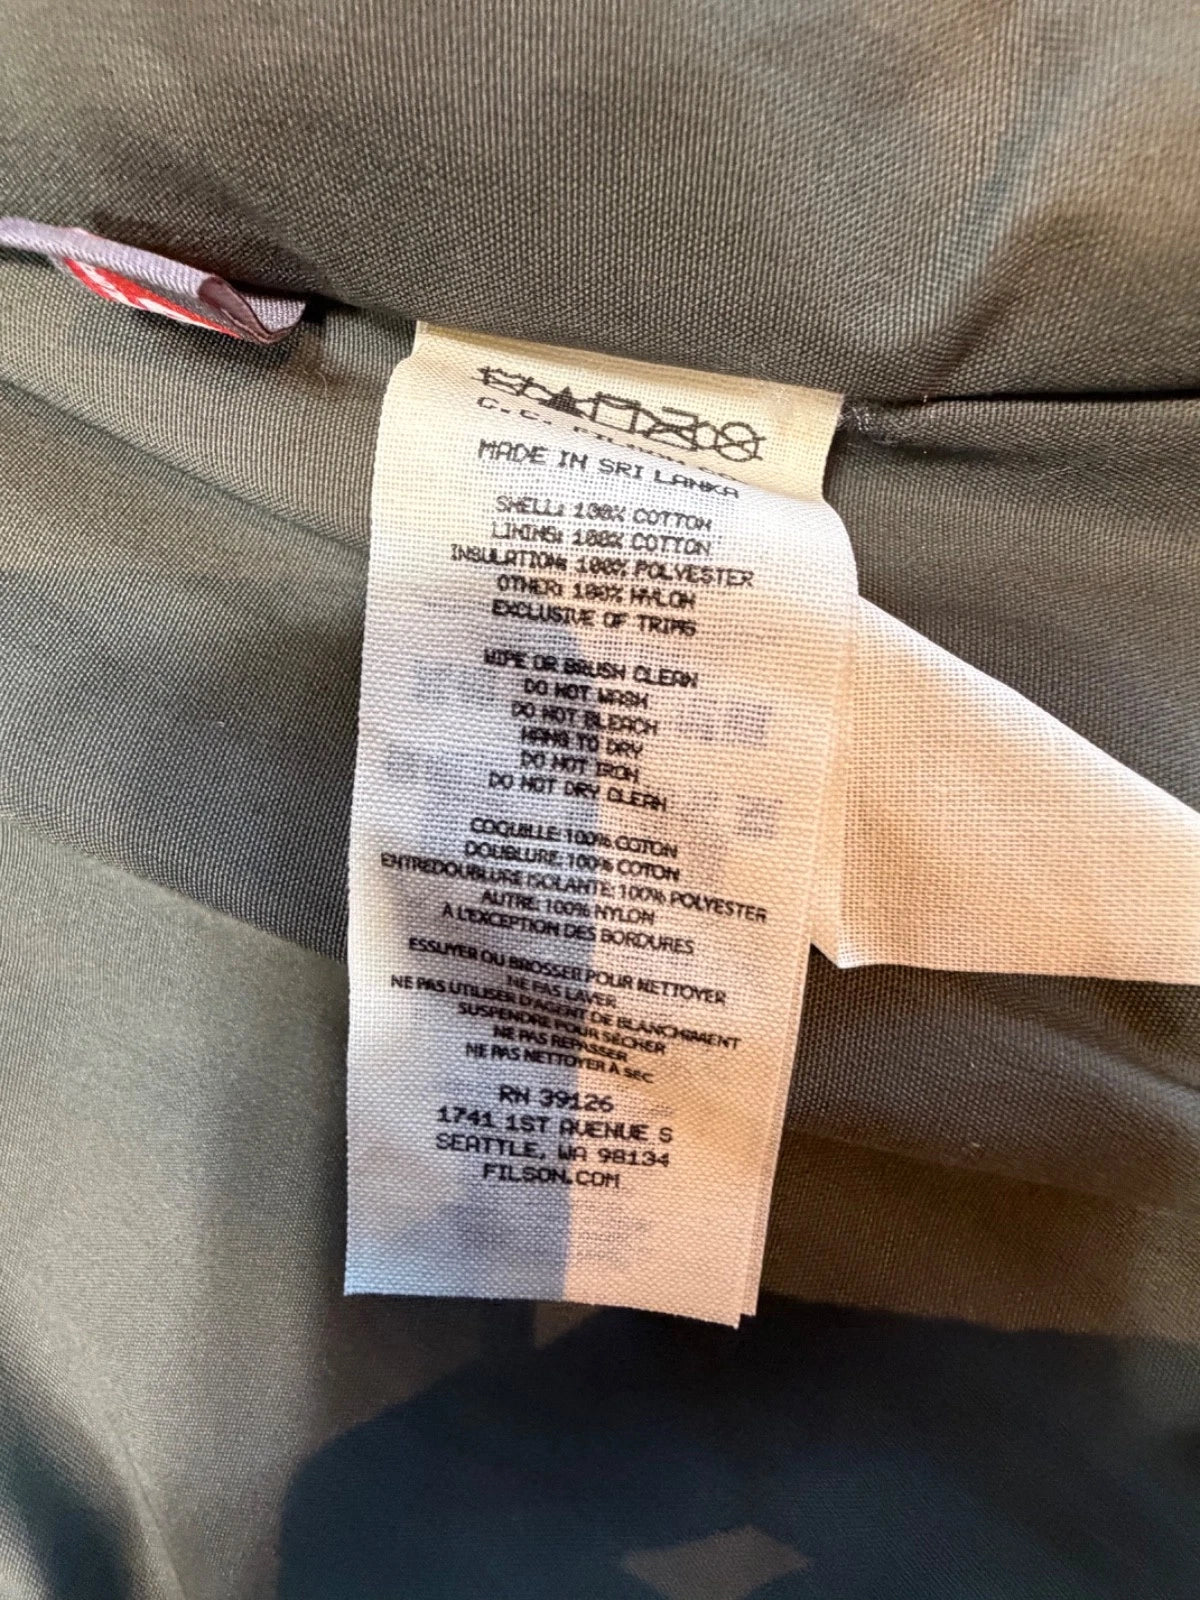 MADE IN SRI LANKA
SHELL: 100% COTTON
LINING: 100% COTTON
INSULATION: 100% POLYESTER
OTHER: 100% NYLON
EXCLUSIVE OF TRIMS
WIPE OR BRUSH CLEAN
DO NOT WASH
DO NOT BLEACH
HANG TO DRY
DO NOT IRON
DO NOT DRY CLEAN
COQUILLE: 100% COTON
DOUBLURE: 100% COTON
ENTREDOUBLURE ISOLANTE: 100% POLYESTER
AUTRE: 100% NYLON
À L'EXCEPTION DES BORDURES
ESSUYER OU BROSSER POUR NETTOYER
NE PAS LAVER
NE PAS UTILISER D'AGENT DE BLANCHIMENT
SUSPENDRE POUR SÉCHER
NE PAS REPASSER
NE PAS NETTOYER À SEC
RN 39126
1741 1ST AVENUE S
SEATTLE, WA 98134
FILSON.COM